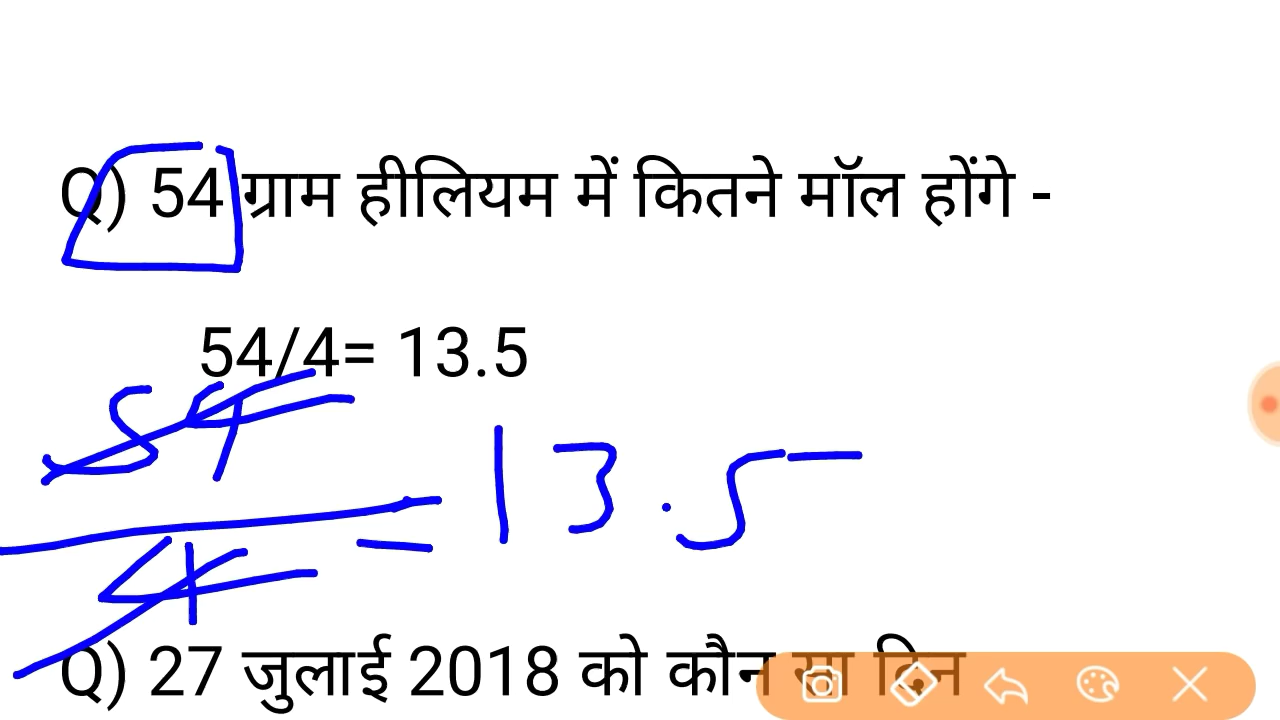 Q) 54 ग्राम हीलियम में कितने मॉल होंगे -
54/4= 13.5
54
= 13.5
4
Q) 27 जुलाई 2018 को कौन सा दिन